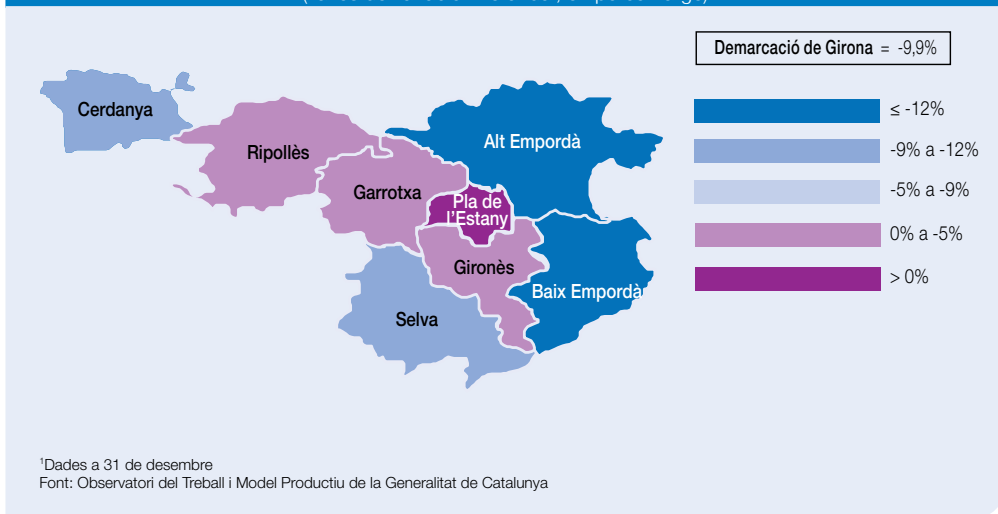 Demarcació de Girona = -9,9%
≤ -12%
-9% a -12%
-5% a -9%
0% a -5%
> 0%
Cerdanya
Ripollès
Alt Empordà
Garrotxa
Pla de
l'Estany
Gironès
Baix Empordà
Selva
¹Dades a 31 de desembre
Font: Observatori del Treball i Model Productiu de la Generalitat de Catalunya